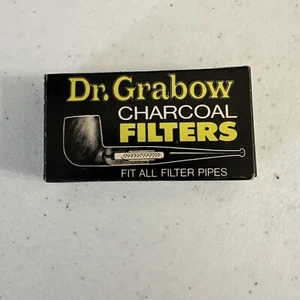 Dr. Grabow
CHARCOAL
FILTERS
FIT ALL FILTER PIPES